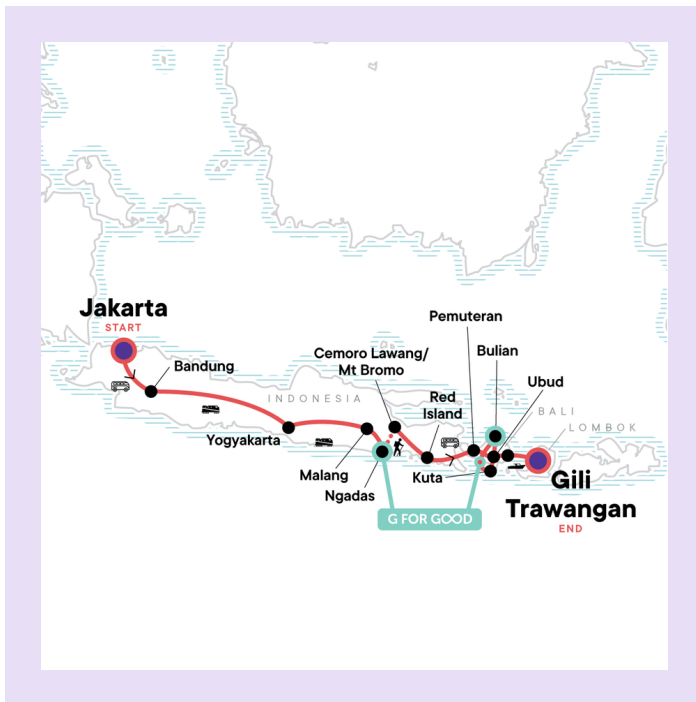 Jakarta
START
Bandung
INDONESIA
Yogyakarta
Cemoro Lawang/
Mt Bromo
Malang
Ngadas
Red
Island
Pemuteran
Bulian
Ubud
BALI
LOMBOK
Kuta
Gili
Trawangan
END
G FOR GOOD